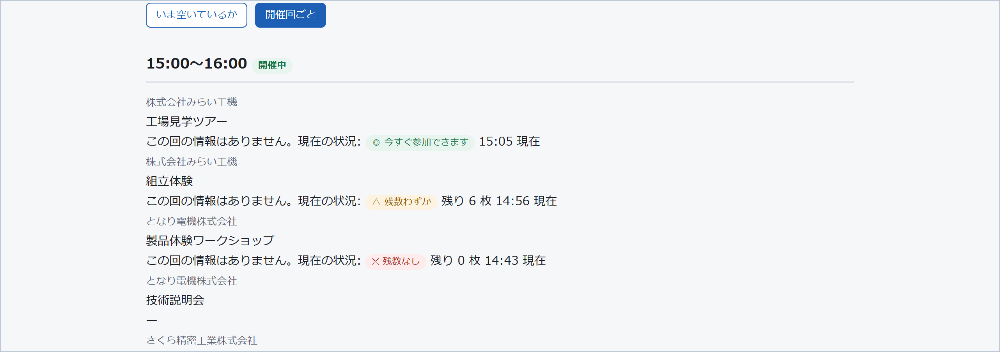 いま空いているか 開催回ごと
15:00～16:00 開催中
株式会社みらい工機
工場見学ツアー
この回の情報はありません。現在の状況: ◎ 今すぐ参加できます 15:05 現在
株式会社みらい工機
組立体験
この回の情報はありません。現在の状況: △ 残数わずか 残り 6 枚 14:56 現在
となり電機株式会社
製品体験ワークショップ
この回の情報はありません。現在の状況: × 残数なし 残り 0 枚 14:43 現在
となり電機株式会社
技術説明会
—
さくら精密工業株式会社